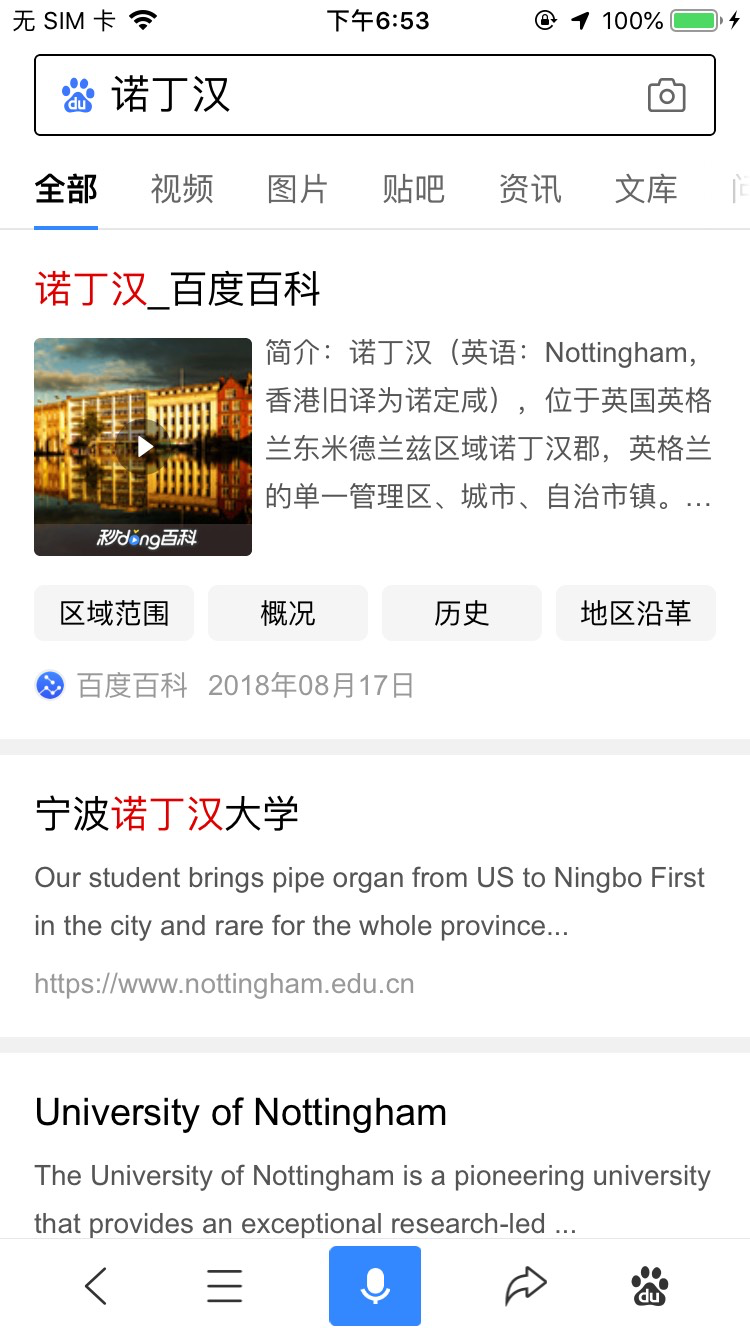 无 SIM 卡 下午6:53 100%
du 诺丁汉
全部 视频 图片 贴吧 资讯 文库
诺丁汉_百度百科
简介：诺丁汉（英语：Nottingham，
香港旧译为诺定咸），位于英国英格
兰东米德兰兹区域诺丁汉郡，英格兰
的单一管理区、城市、自治市镇。...
秒dong百科
区域范围 概况 历史 地区沿革
百度百科 2018年08月17日
宁波诺丁汉大学
Our student brings pipe organ from US to Ningbo First
in the city and rare for the whole province...
https://www.nottingham.edu.cn
University of Nottingham
The University of Nottingham is a pioneering university
that provides an exceptional research-led ...
du